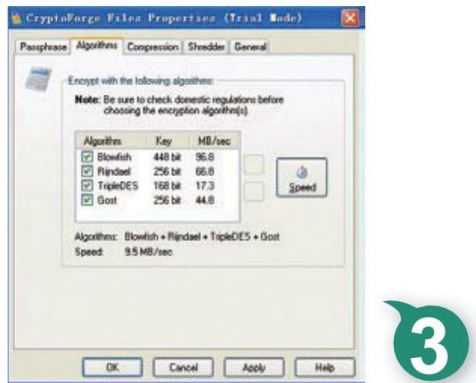 CryptoForge Files Properties (Trial Mode)
Passphrase Algorithms Compression Shredder General
Encrypt with the following algorithms:
Note: Be sure to check domestic regulations before
choosing the encryption algorithm(s).
Algorithm Key MB/sec
Blowfish 448 bit 96.8
Rijndael 256 bit 66.8
TripleDES 168 bit 17.3
Gost 256 bit 44.8
Speed
Algorithms: Blowfish + Rijndael + TripleDES + Gost
Speed: 9.5 MB/sec
OK Cancel Apply Help
3